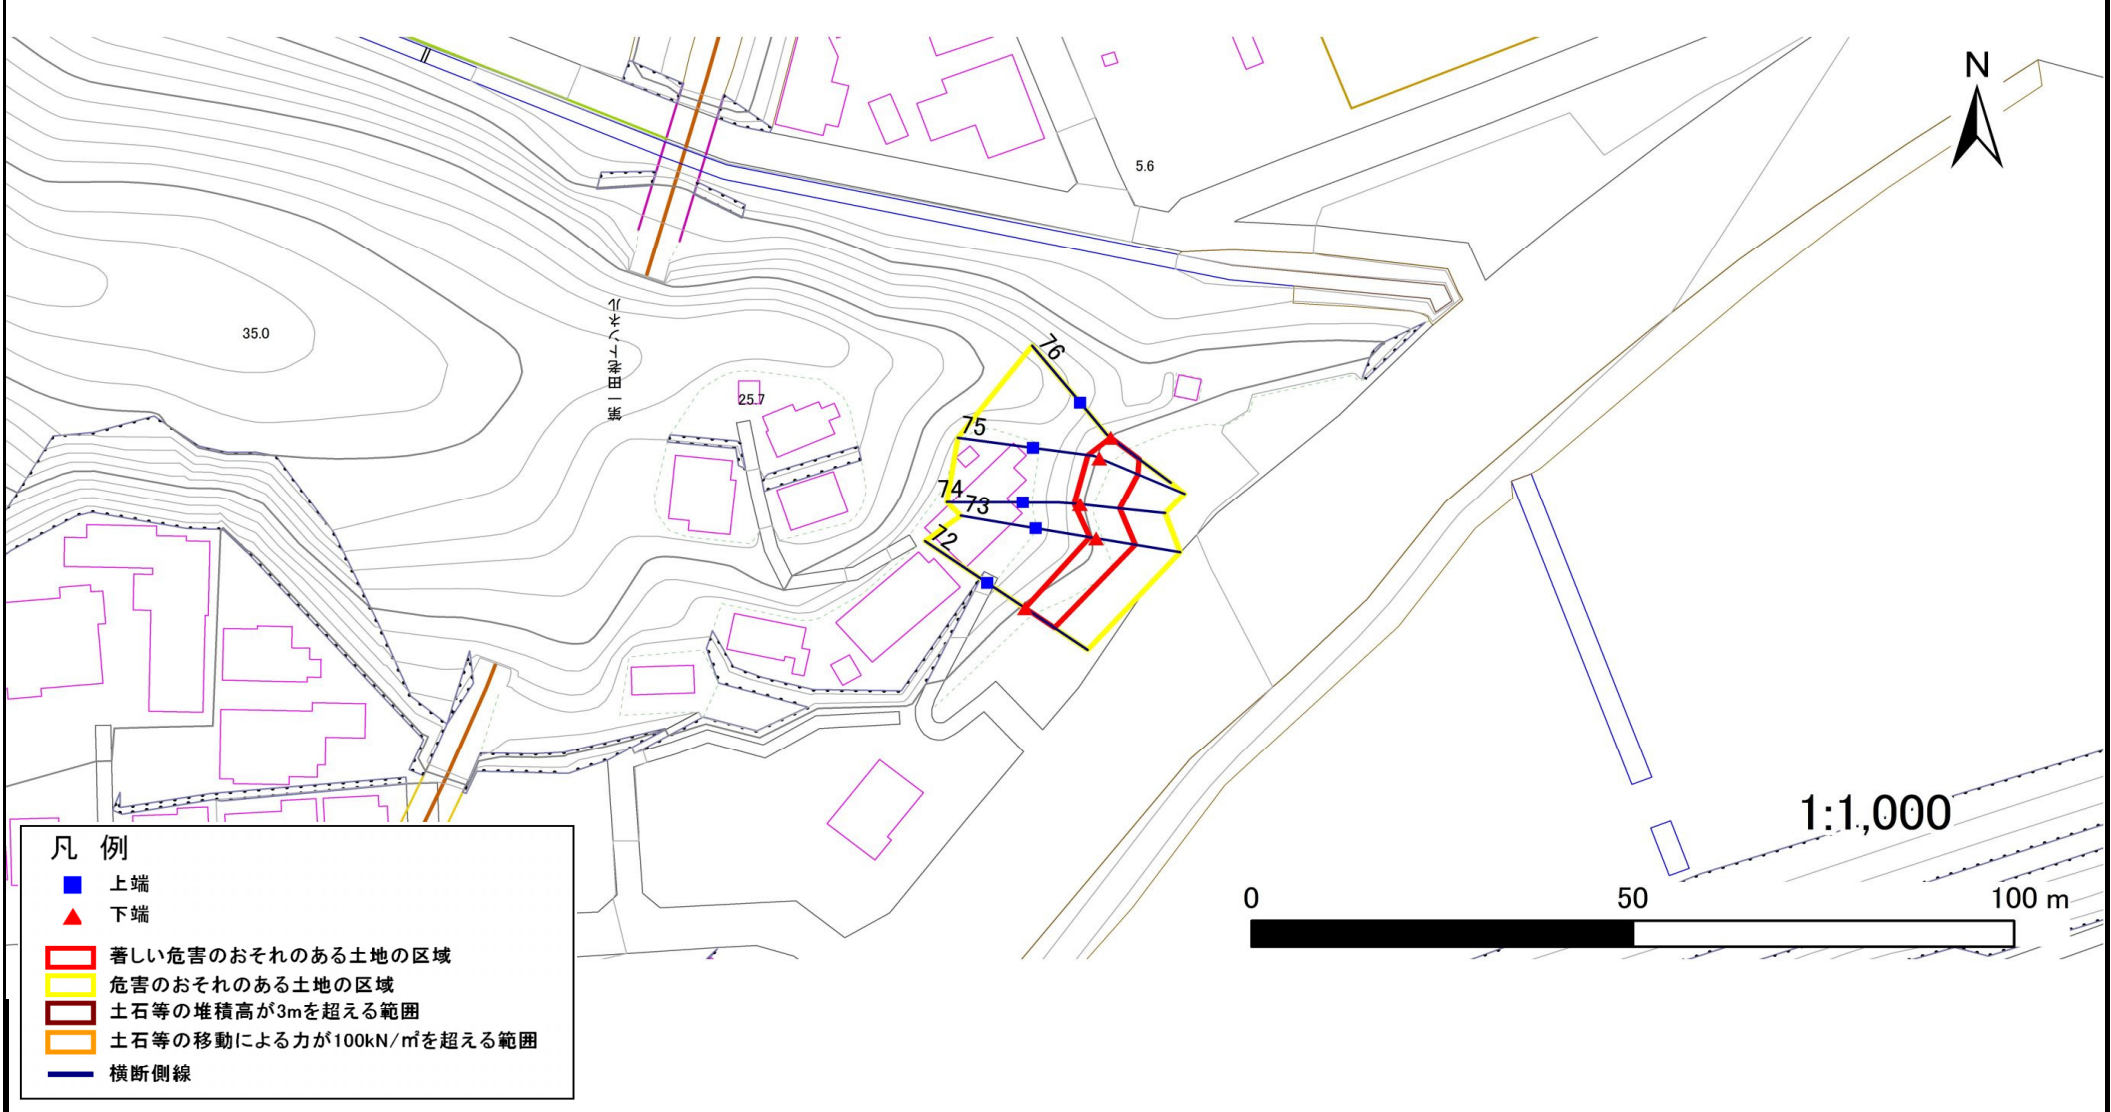 N
5.6
35.0
第一田老トンネル
25.7
76
75
74
73
72
1:1,000
0 50 100 m
凡 例
上端
下端
著しい危害のおそれのある土地の区域
危害のおそれのある土地の区域
土石等の堆積高が3mを超える範囲
土石等の移動による力が100kN/㎡を超える範囲
横断側線